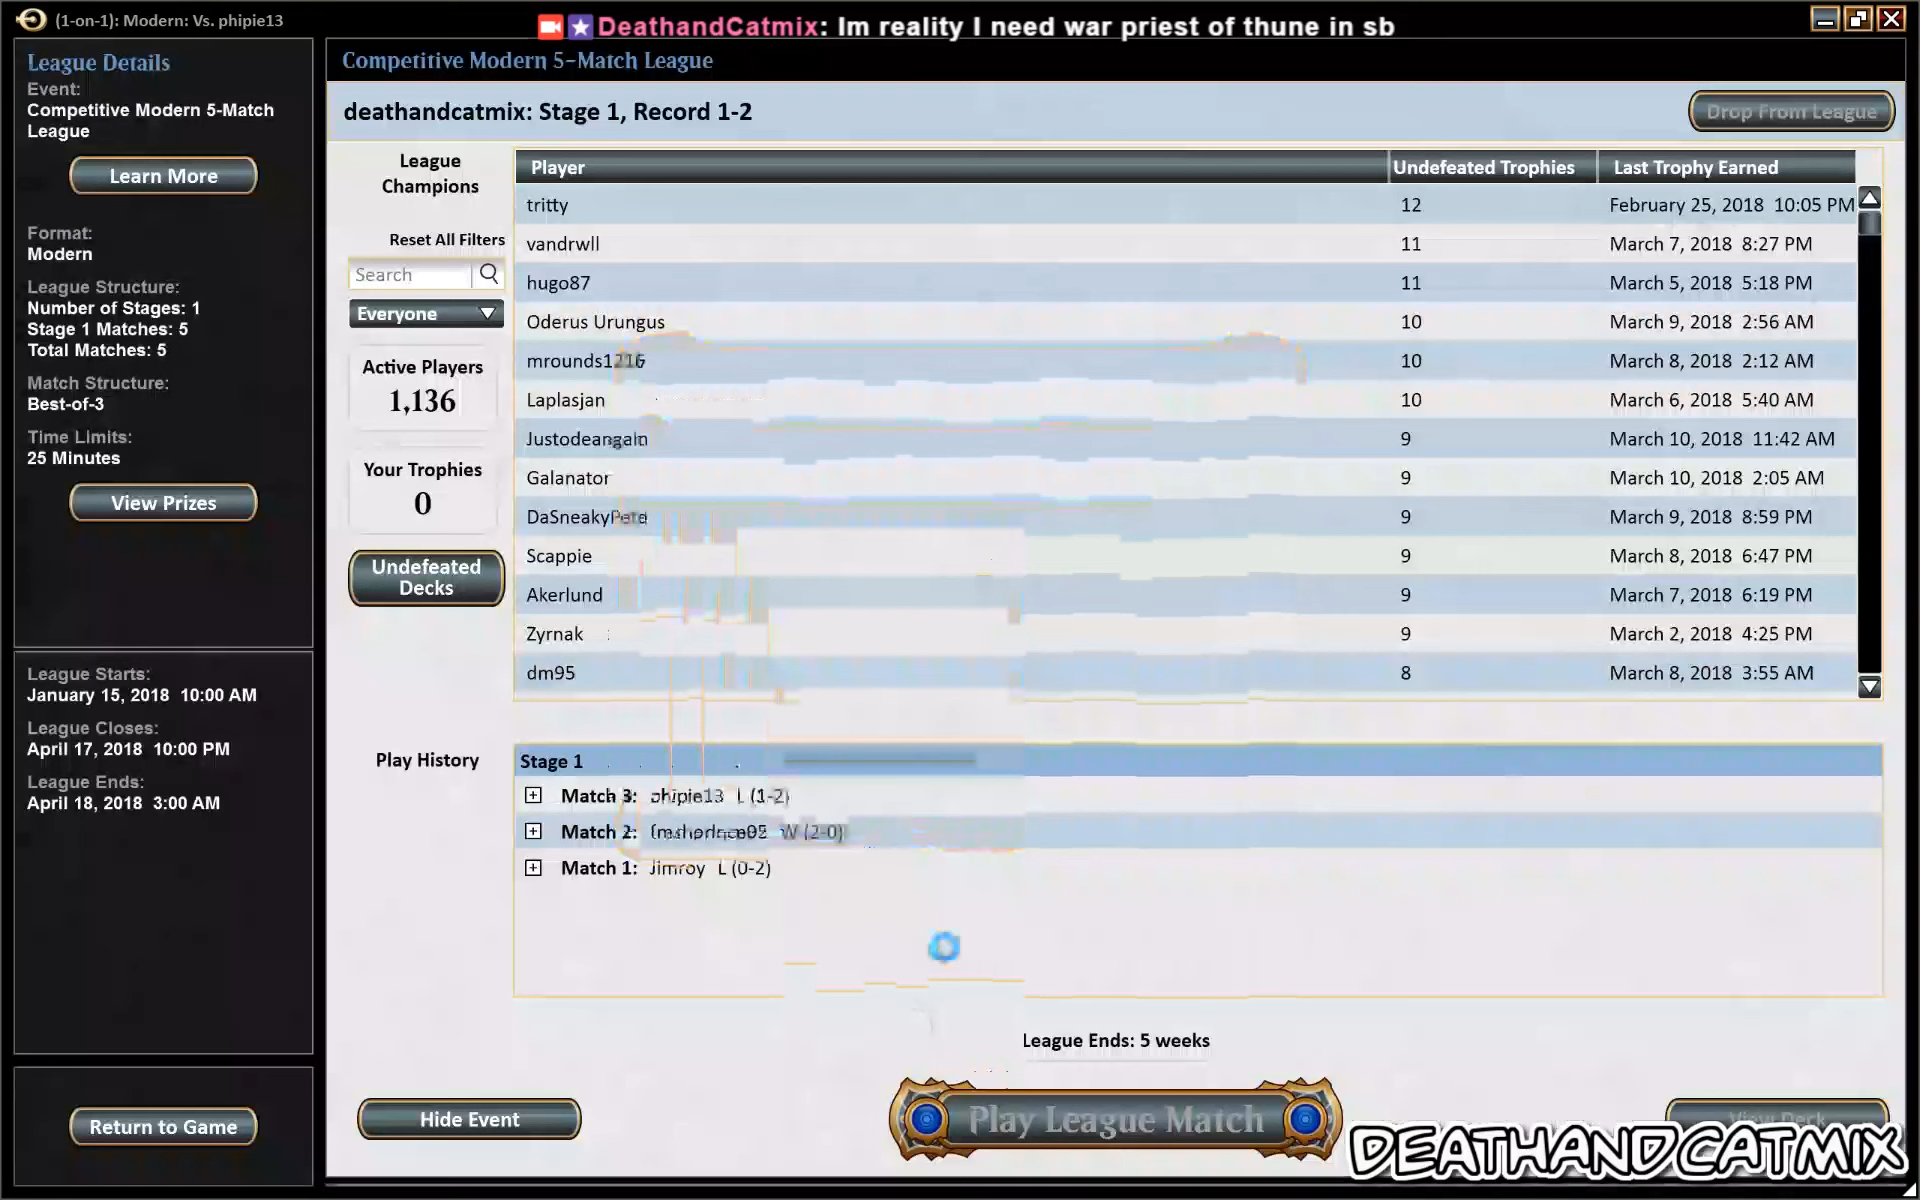 (1-on-1): Modern: Vs. phipie13
DeathandCatmix: Im reality I need war priest of thune in sb
League Details
Event:
Competitive Modern 5-Match
League
Learn More
Format:
Modern
League Structure:
Number of Stages: 1
Stage 1 Matches: 5
Total Matches: 5
Match Structure:
Best-of-3
Time Limits:
25 Minutes
View Prizes
League Starts:
January 15, 2018 10:00 AM
League Closes:
April 17, 2018 10:00 PM
League Ends:
April 18, 2018 3:00 AM
Return to Game
Competitive Modern 5-Match League
deathandcatmix: Stage 1, Record 1-2
Drop From League
League
Champions
Reset All Filters
Search
Everyone
Active Players
1,136
Your Trophies
0
Undefeated
Decks
Player Undefeated Trophies Last Trophy Earned
tritty 12 February 25, 2018 10:05 PM
vandrwll 11 March 7, 2018 8:27 PM
hugo87 11 March 5, 2018 5:18 PM
Oderus Urungus 10 March 9, 2018 2:56 AM
mrounds1216 10 March 8, 2018 2:12 AM
Laplasjan 10 March 6, 2018 5:40 AM
Justodeangain 9 March 10, 2018 11:42 AM
Galanator 9 March 10, 2018 2:05 AM
DaSneakyPete 9 March 9, 2018 8:59 PM
Scappie 9 March 8, 2018 6:47 PM
Akerlund 9 March 7, 2018 6:19 PM
Zyrnak 9 March 2, 2018 4:25 PM
dm95 8 March 8, 2018 3:55 AM
Play History
Stage 1
Match 3: phipie13 L (1-2)
Match 2: W (2-0)
Match 1: Jimroy L (0-2)
League Ends: 5 weeks
Hide Event
Play League Match
View Deck
DEATHANDCATMIX